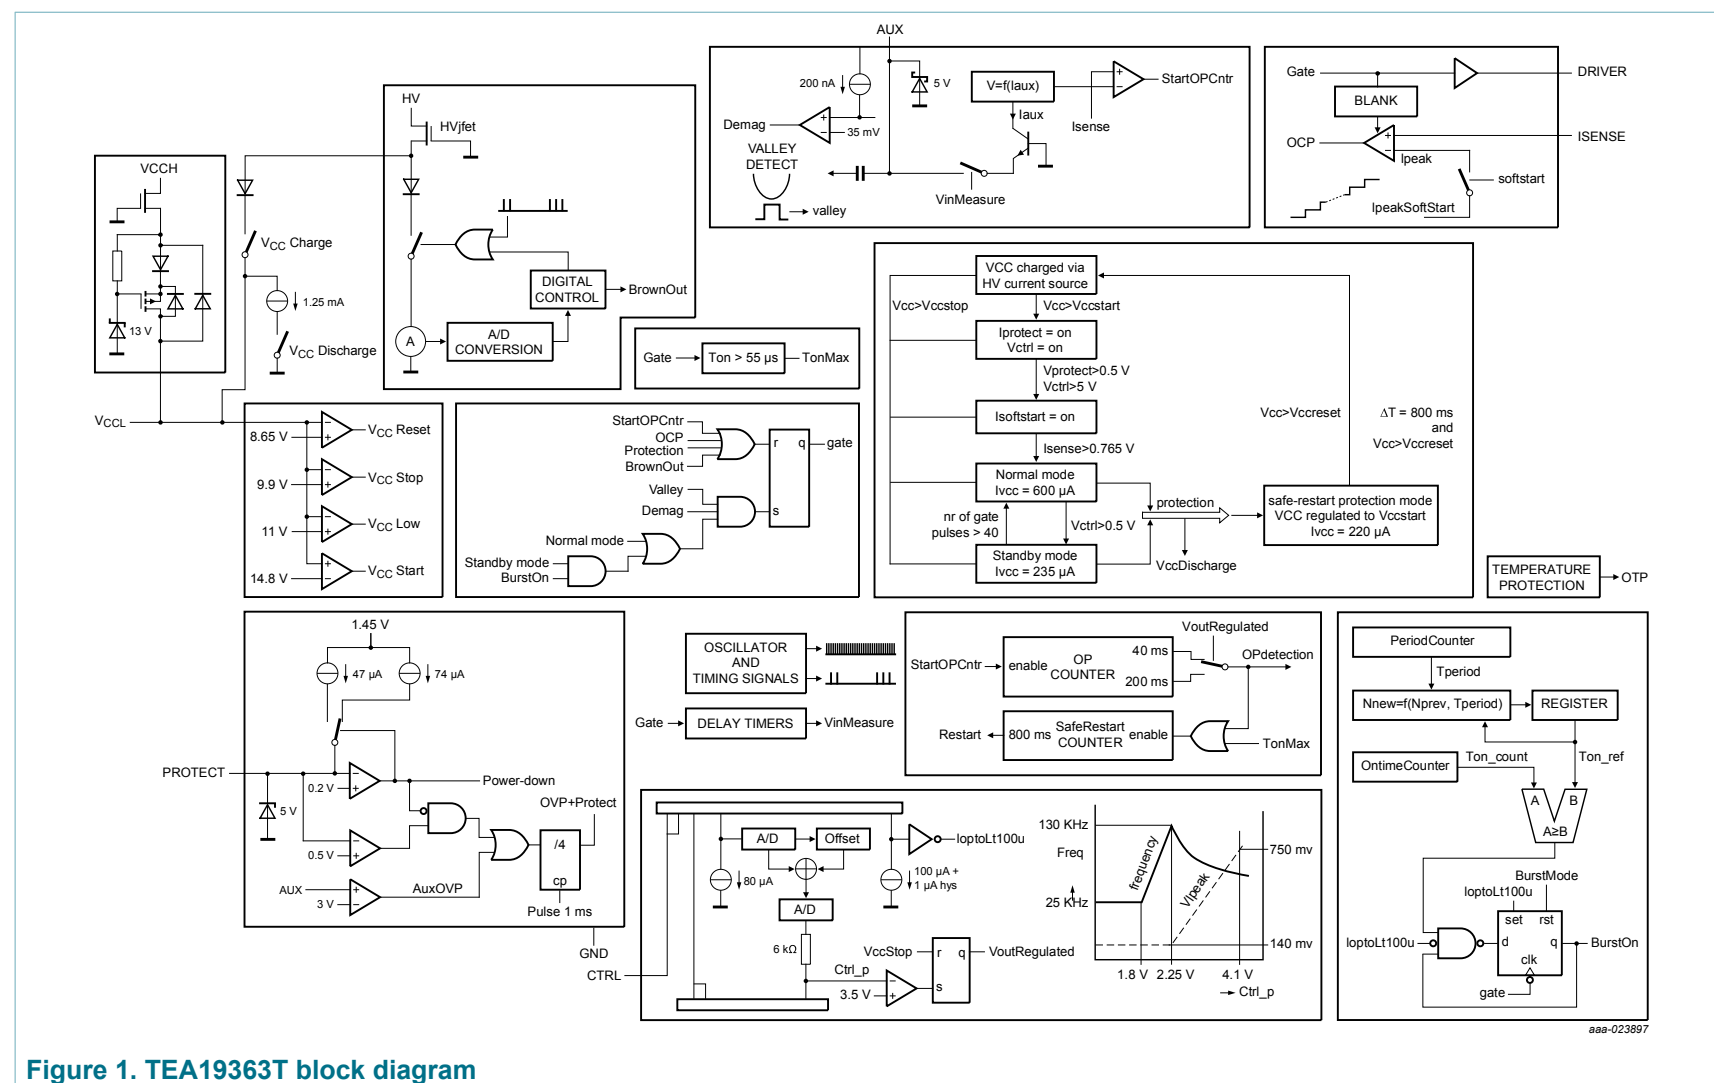 AUX
200 nA
5 V
V=f(Iaux)
StartOPCntr
Iaux
Isense
Demag
35 mV
VALLEY
DETECT
valley
VinMeasure
Gate
DRIVER
BLANK
OCP
ISENSE
Ipeak
softstart
IpeakSoftStart
HV
HVjfet
DIGITAL
CONTROL
BrownOut
A
A/D
CONVERSION
VCCH
13 V
VCC Charge
1.25 mA
VCC Discharge
Gate
Ton > 55 µs
TonMax
VCC charged via
HV current source
Vcc>Vccstop
Vcc>Vccstart
Iprotect = on
Vctrl = on
Vprotect>0.5 V
Vctrl>5 V
Isoftstart = on
Isense>0.765 V
Normal mode
Ivcc = 600 µA
nr of gate
pulses > 40
Vctrl>0.5 V
Standby mode
Ivcc = 235 µA
protection
VccDischarge
Vcc>Vccreset
ΔT = 800 ms
and
Vcc>Vccreset
safe-restart protection mode
VCC regulated to Vccstart
Ivcc = 220 µA
VCCL
8.65 V
VCC Reset
9.9 V
VCC Stop
11 V
VCC Low
14.8 V
VCC Start
StartOPCntr
OCP
Protection
BrownOut
r
q
gate
Valley
Demag
s
Normal mode
Standby mode
BurstOn
TEMPERATURE
PROTECTION
OTP
1.45 V
47 µA
74 µA
PROTECT
0.2 V
Power-down
5 V
OVP+Protect
0.5 V
/4
AUX
3 V
AuxOVP
cp
Pulse 1 ms
GND
OSCILLATOR
AND
TIMING SIGNALS
Gate
DELAY TIMERS
VinMeasure
VoutRegulated
StartOPCntr
enable
OP
COUNTER
40 ms
200 ms
OPdetection
Restart
800 ms
SafeRestart
COUNTER
enable
TonMax
CTRL
A/D
Offset
80 µA
A/D
6 kΩ
IoptoLt100u
100 µA +
1 µA hys
Ctrl_p
3.5 V
VccStop
r
q
s
VoutRegulated
130 KHz
Freq
25 KHz
frequency
VIpeak
750 mv
140 mv
1.8 V
2.25 V
4.1 V
Ctrl_p
PeriodCounter
Tperiod
Nnew=f(Nprev, Tperiod)
REGISTER
OntimeCounter
Ton_count
Ton_ref
A
B
A≥B
BurstMode
IoptoLt100u
set
rst
IoptoLt100u
d
q
BurstOn
clk
gate
aaa-023897
Figure 1. TEA19363T block diagram